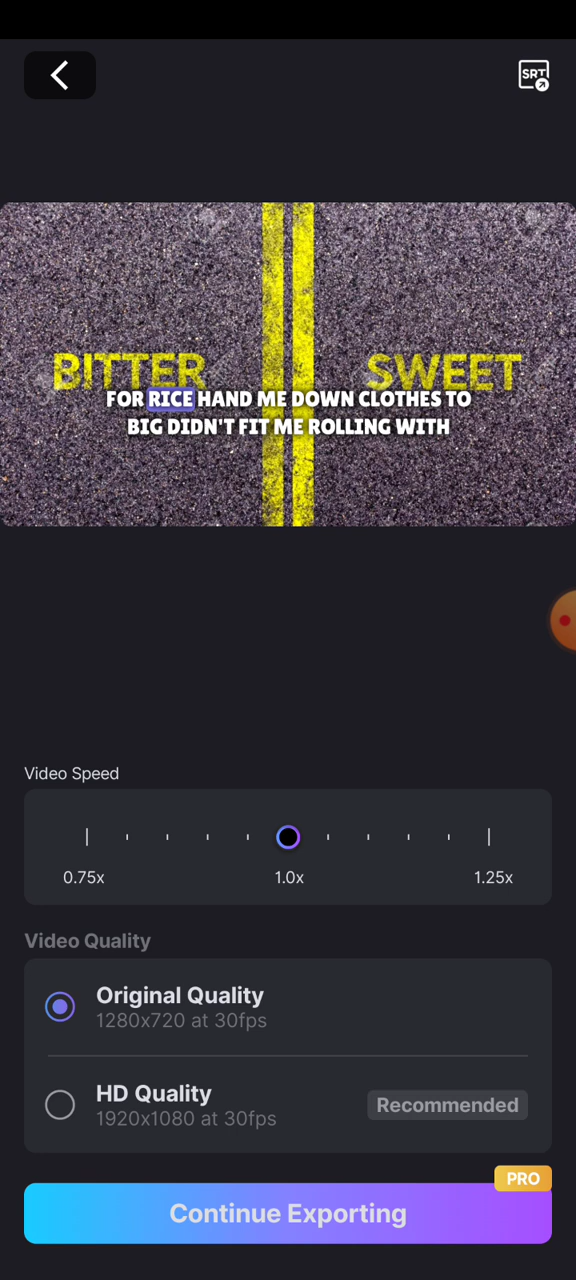 SRT
BITTER SWEET
FOR RICE HAND ME DOWN CLOTHES TO
BIG DIDN'T FIT ME ROLLING WITH
Video Speed
0.75x 1.0x 1.25x
Video Quality
Original Quality
1280x720 at 30fps
HD Quality
Recommended
1920x1080 at 30fps
PRO
Continue Exporting